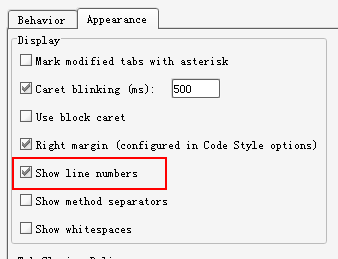 Behavior Appearance
Display
Mark modified tabs with asterisk
Caret blinking (ms): 500
Use block caret
Right margin (configured in Code Style options)
Show line numbers
Show method separators
Show whitespaces